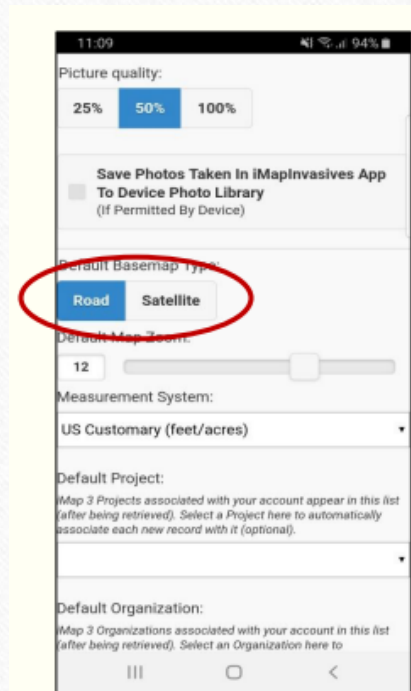 11:09 94%
Picture quality:
25% 50% 100%
Save Photos Taken In iMapInvasives App
To Device Photo Library
(If Permitted By Device)
Default Basemap Type:
Road Satellite
Default Map Zoom:
12
Measurement System:
US Customary (feet/acres)
Default Project:
iMap 3 Projects associated with your account appear in this list
(after being retrieved). Select a Project here to automatically
associate each new record with it (optional).
Default Organization:
iMap 3 Organizations associated with your account in this list
(after being retrieved). Select an Organization here to